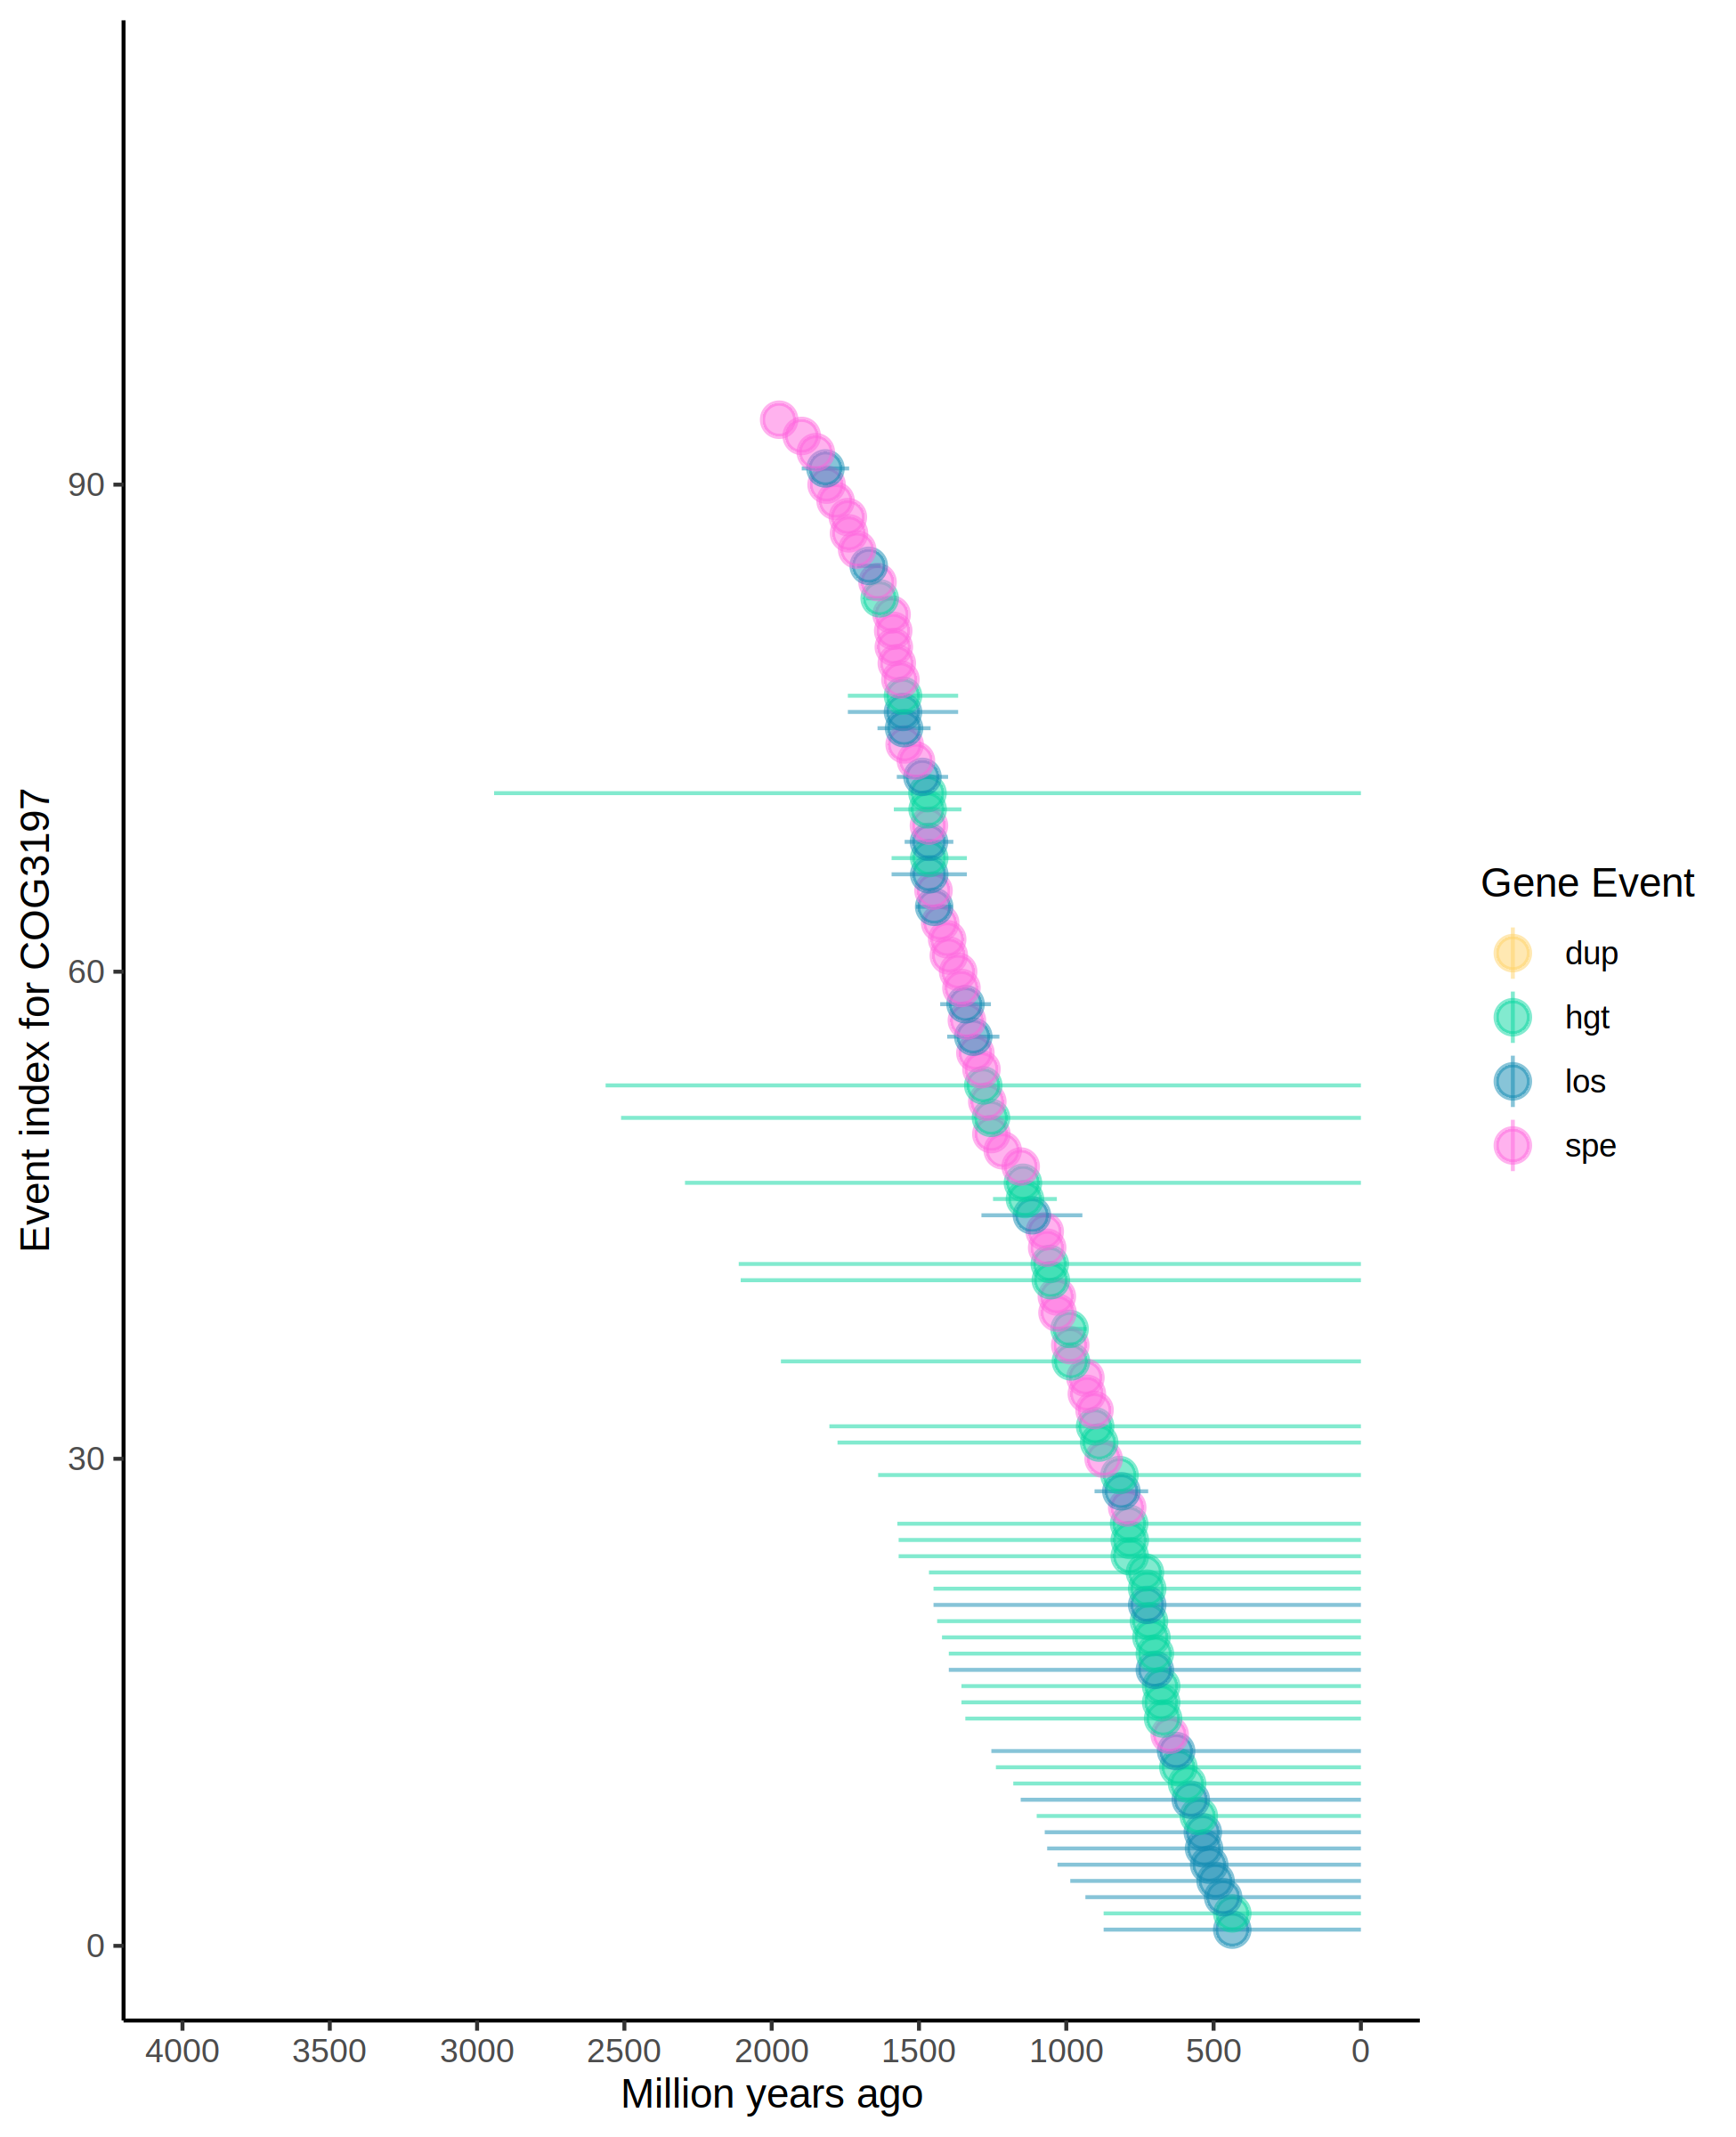 Event index for COG3197
90
60
30
0
4000 3500 3000 2500 2000 1500 1000 500 0
Million years ago
Gene Event
dup
hgt
los
spe